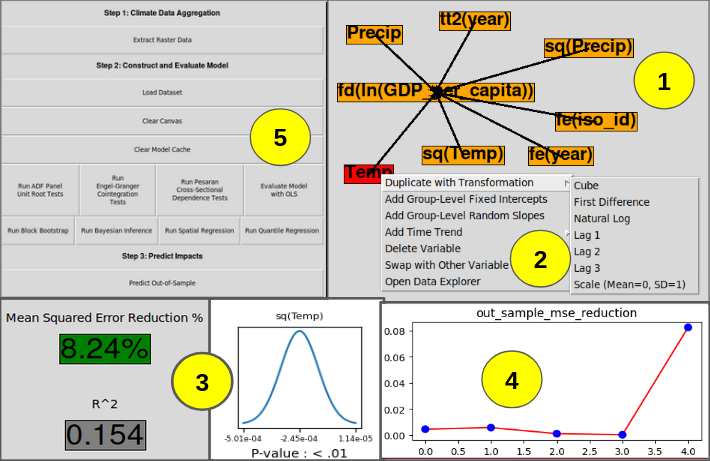 Step 1: Climate Data Aggregation
Extract Raster Data
Step 2: Construct and Evaluate Model
Load Dataset
Clear Canvas
Clear Model Cache
Run ADF Panel
Unit Root Tests
Run
Engel-Granger
Cointegration
Tests
Run Pesaran
Cross-Sectional
Dependence Tests
Evaluate Model
with OLS
Run Block Bootstrap
Run Bayesian Inference
Run Spatial Regression
Run Quantile Regression
Step 3: Predict Impacts
Predict Out-of-Sample
5
Precip
tt2(year)
sq(Precip)
1
fd(ln(GDP_per_capita))
fe(iso_id)
sq(Temp)
fe(year)
Temp
Duplicate with Transformation
Add Group-Level Fixed Intercepts
Add Group-Level Random Slopes
Add Time Trend
Delete Variable
Swap with Other Variable
Open Data Explorer
2
Cube
First Difference
Natural Log
Lag 1
Lag 2
Lag 3
Scale (Mean=0, SD=1)
Mean Squared Error Reduction %
8.24%
R^2
0.154
3
sq(Temp)
-5.01e-04 -2.45e-04 1.14e-05
P-value : < .01
out_sample_mse_reduction
0.08
0.06
0.04
0.02
0.00
0.0 0.5 1.0 1.5 2.0 2.5 3.0 3.5 4.0
4